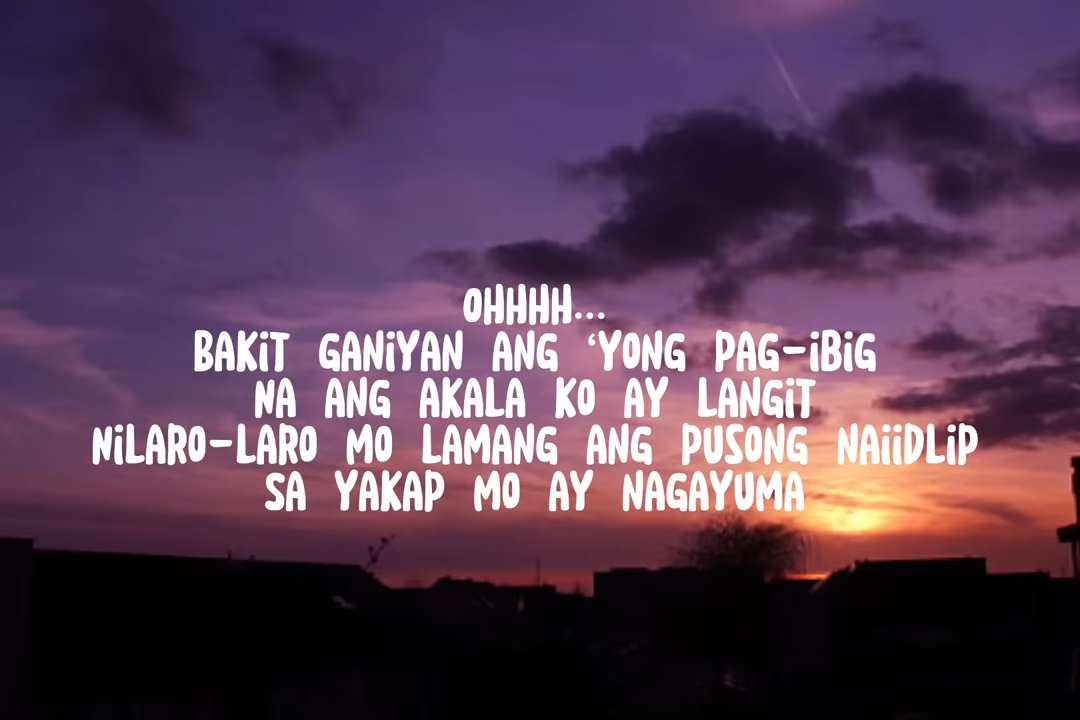 OHHHH...
BAKiT GANiYAN ANG ‘YONG PAG-iBiG
NA ANG AKALA KO AY LANGiT
NiLARO-LARO MO LAMANG ANG PUSONG NAiiDLiP
SA YAKAP MO AY NAGAYUMA